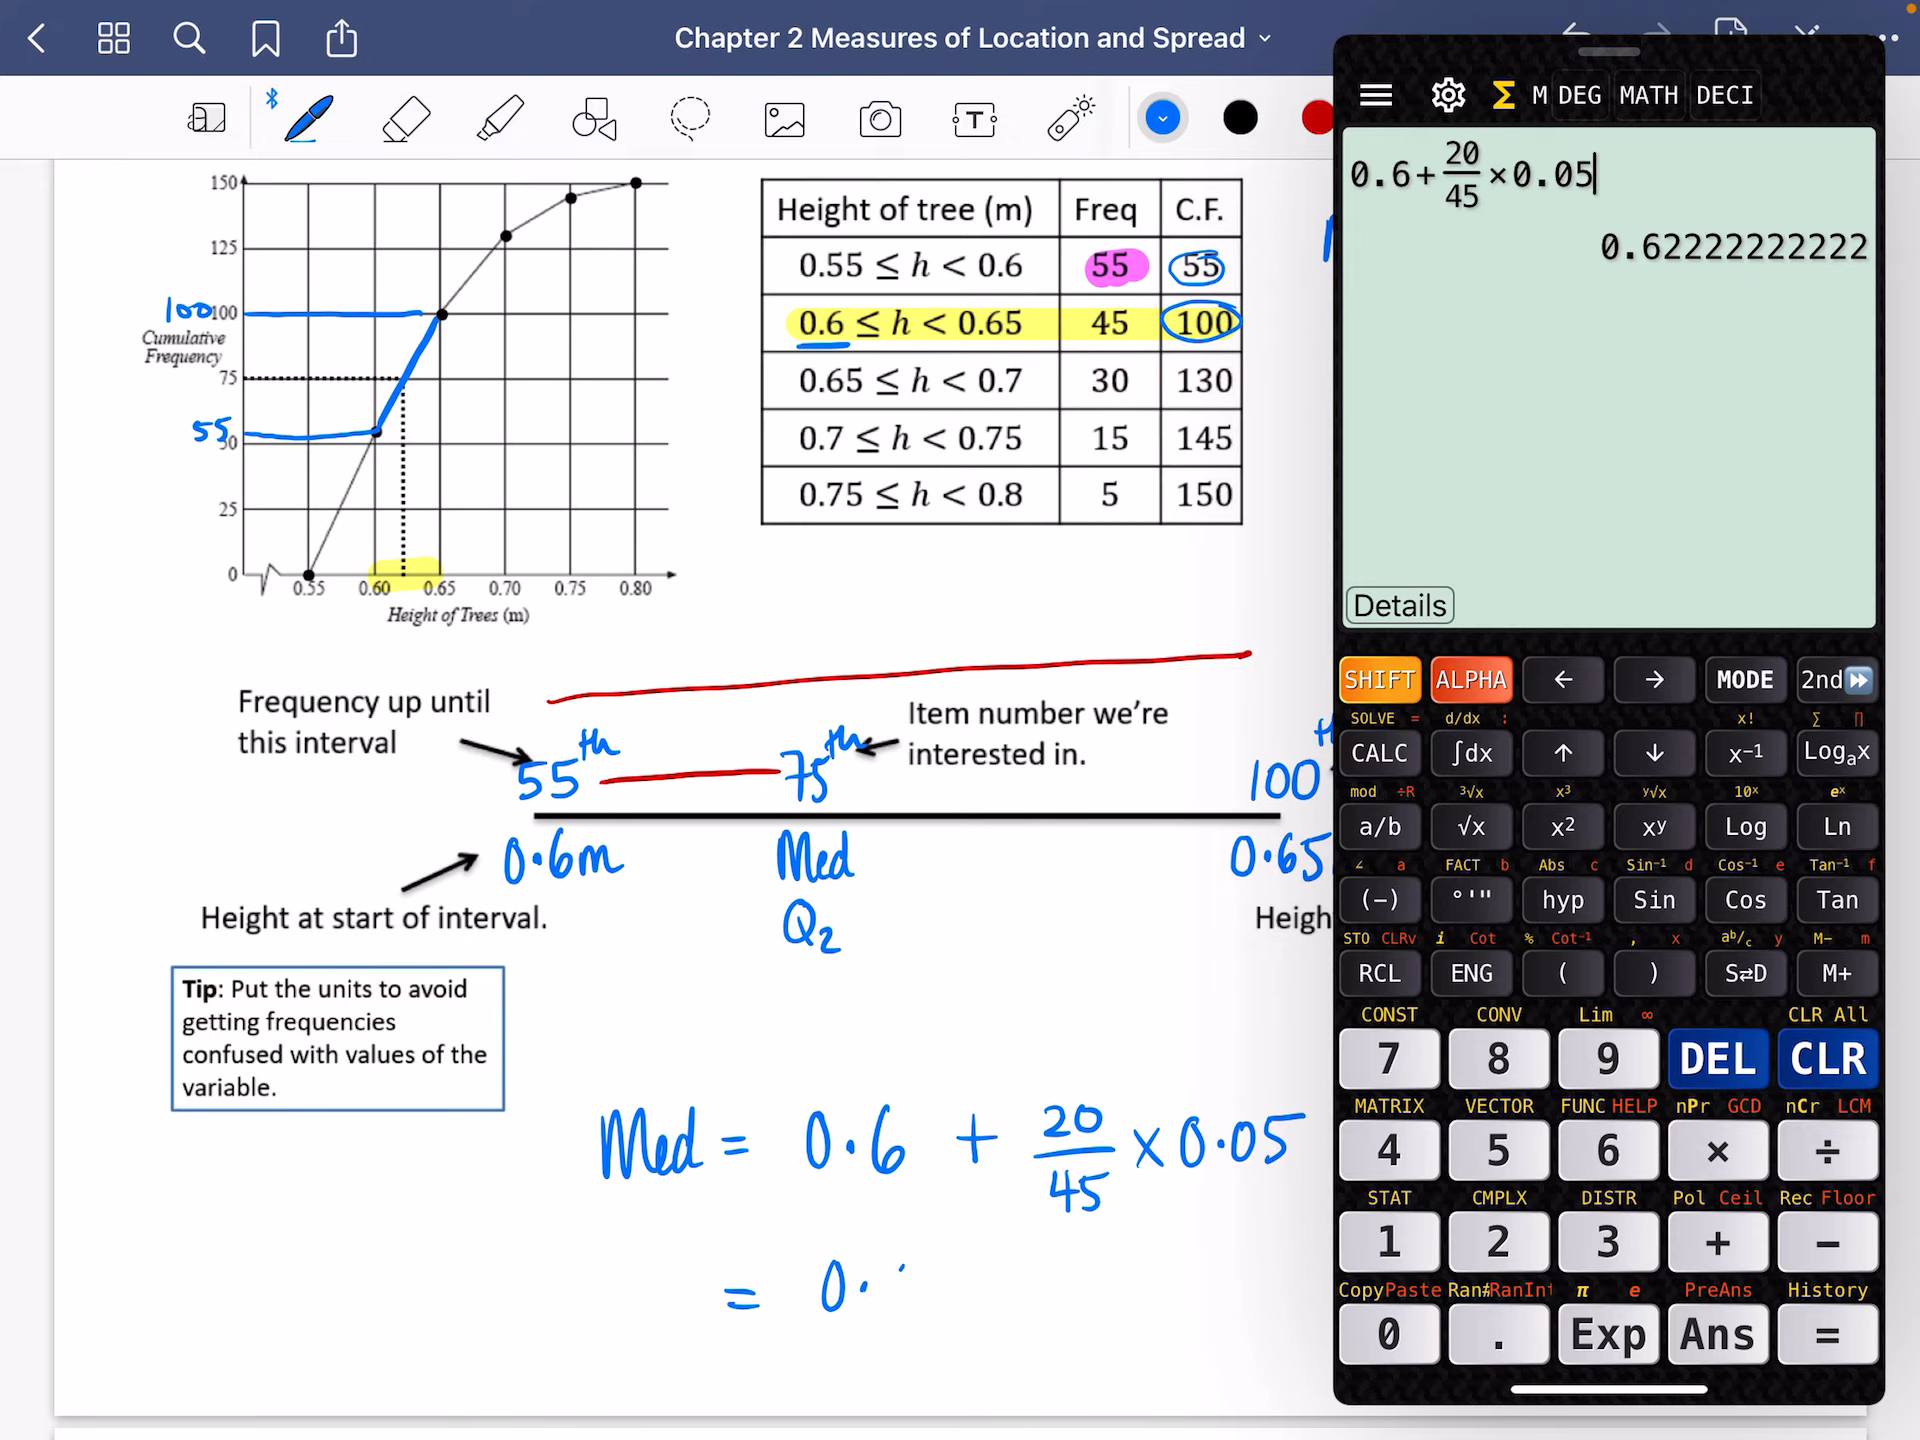 Chapter 2 Measures of Location and Spread
T
150
125
100 100
Cumulative
Frequency
75
55
50
25
0
0.55 0.60 0.65 0.70 0.75 0.80
Height of Trees (m)
Height of tree (m) Freq C.F.
0.55 ≤ h < 0.6 55 55
0.6 ≤ h < 0.65 45 100
0.65 ≤ h < 0.7 30 130
0.7 ≤ h < 0.75 15 145
0.75 ≤ h < 0.8 5 150
Frequency up until
this interval
Item number we're
interested in.
55th 75th 100th
0.6m Med 0.65
Q2
Height at start of interval.
Heigh
Tip: Put the units to avoid
getting frequencies
confused with values of the
variable.
Med = 0.6 + 20/45 × 0.05
= 0.
Σ M DEG MATH DECI
0.6+20/45×0.05
0.62222222222
Details
SHIFT ALPHA ← → MODE 2nd
SOLVE = d/dx : x! ∑ ∏
CALC ∫dx ↑ ↓ x⁻¹ Logax
mod ÷R ³√x x³ ʸ√x 10ˣ eˣ
a/b √x x² xʸ Log Ln
∠ a FACT b Abs c Sin⁻¹ d Cos⁻¹ e Tan⁻¹ f
(−) °'" hyp Sin Cos Tan
STO CLRv i Cot % Cot⁻¹ , x aᵇ/c y M− m
RCL ENG ( ) S⇄D M+
CONST CONV Lim ∞ CLR All
7 8 9 DEL CLR
MATRIX VECTOR FUNC HELP nPr GCD nCr LCM
4 5 6 × ÷
STAT CMPLX DISTR Pol Ceil Rec Floor
1 2 3 + −
Copy Paste Ran# RanInt π e PreAns History
0 . Exp Ans =